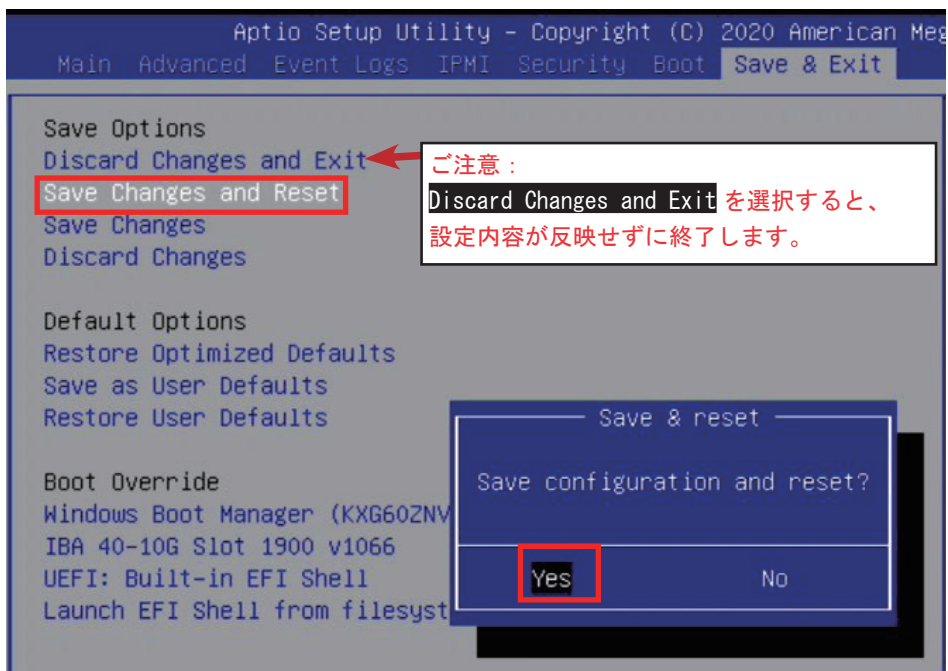 Aptio Setup Utility – Copyright (C) 2020 American Meg
Main Advanced Event Logs IPMI Security Boot Save & Exit
Save Options
Discard Changes and Exit
Save Changes and Reset
Save Changes
Discard Changes
ご注意：
Discard Changes and Exit を選択すると、
設定内容が反映せずに終了します。
Default Options
Restore Optimized Defaults
Save as User Defaults
Restore User Defaults
Boot Override
Windows Boot Manager (KXG60ZNV
IBA 40-10G Slot 1900 v1066
UEFI: Built-in EFI Shell
Launch EFI Shell from filesyst
Save & reset
Save configuration and reset?
Yes No